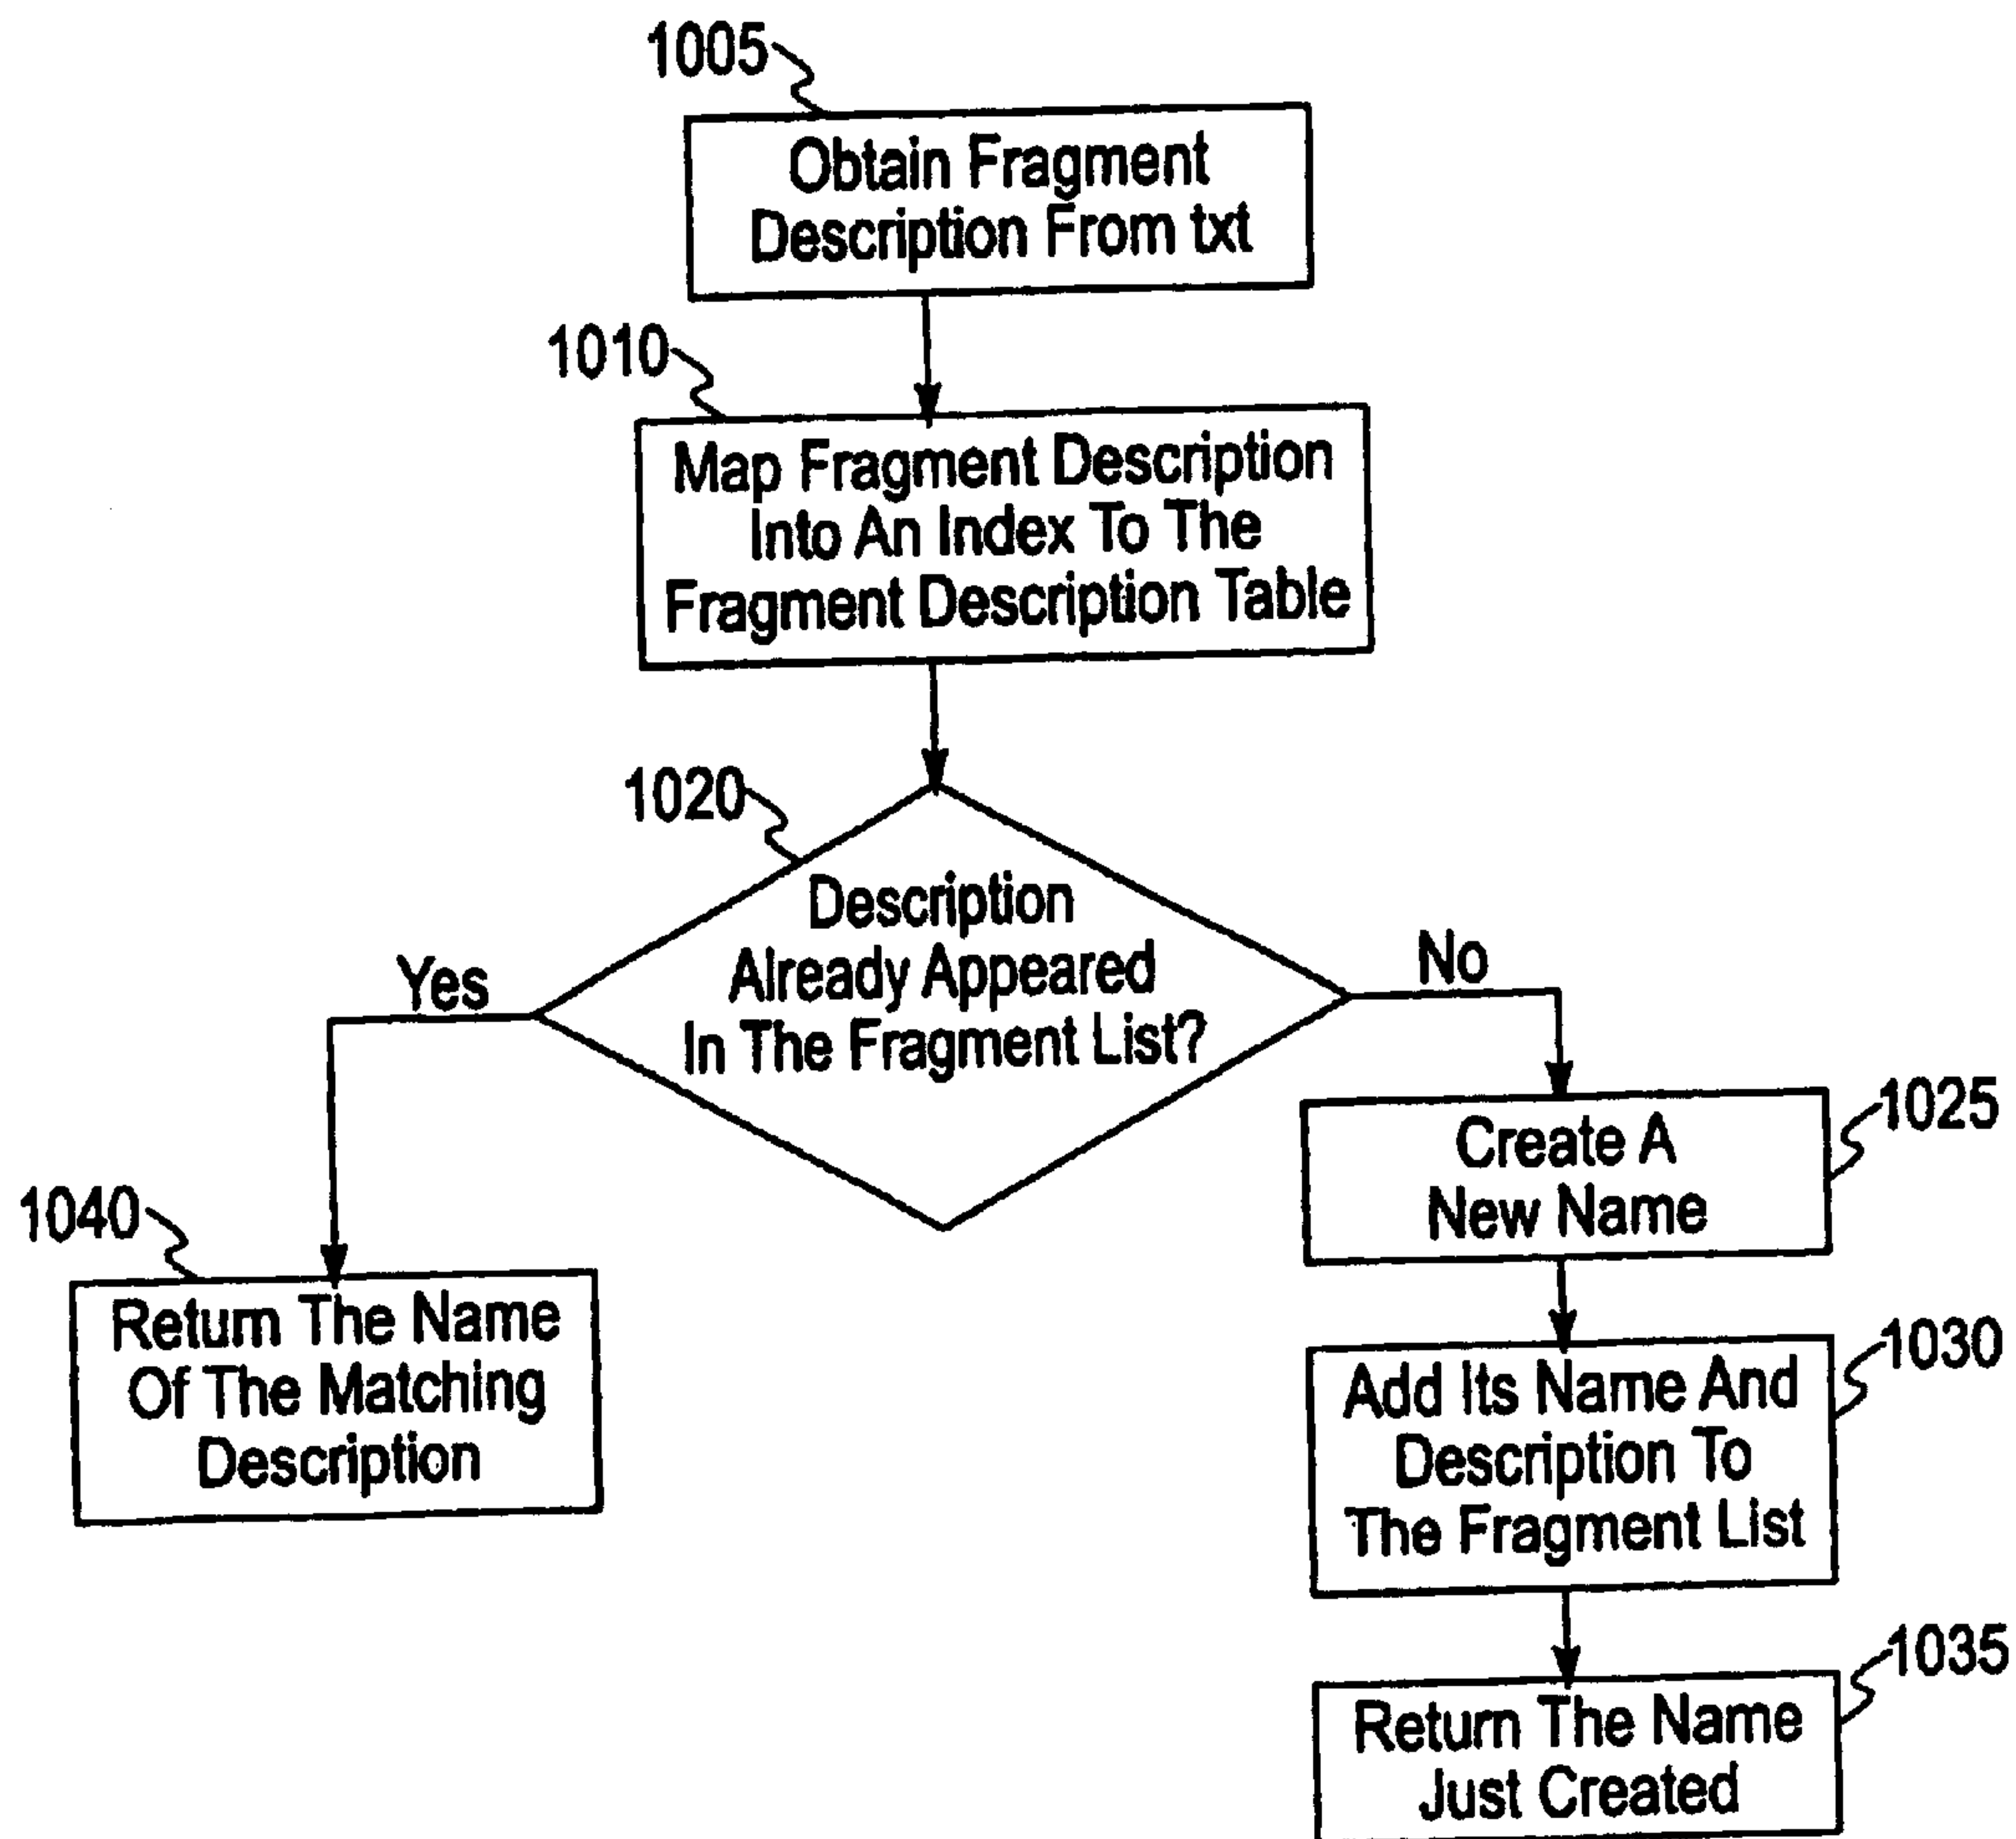 1005
Obtain Fragment
Description From txt
1010
Map Fragment Description
Into An Index To The
Fragment Description Table
1020
Description
Already Appeared
In The Fragment List?
Yes
No
1025
Create A
New Name
1040
Return The Name
Of The Matching
Description
1030
Add Its Name And
Description To
The Fragment List
1035
Return The Name
Just Created